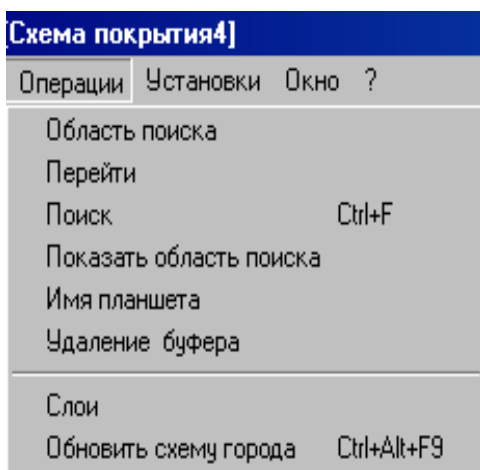 [Схема покрытия4]
Операции Установки Окно ?
Область поиска
Перейти
Поиск Ctrl+F
Показать область поиска
Имя планшета
Удаление буфера
Слои
Обновить схему города Ctrl+Alt+F9